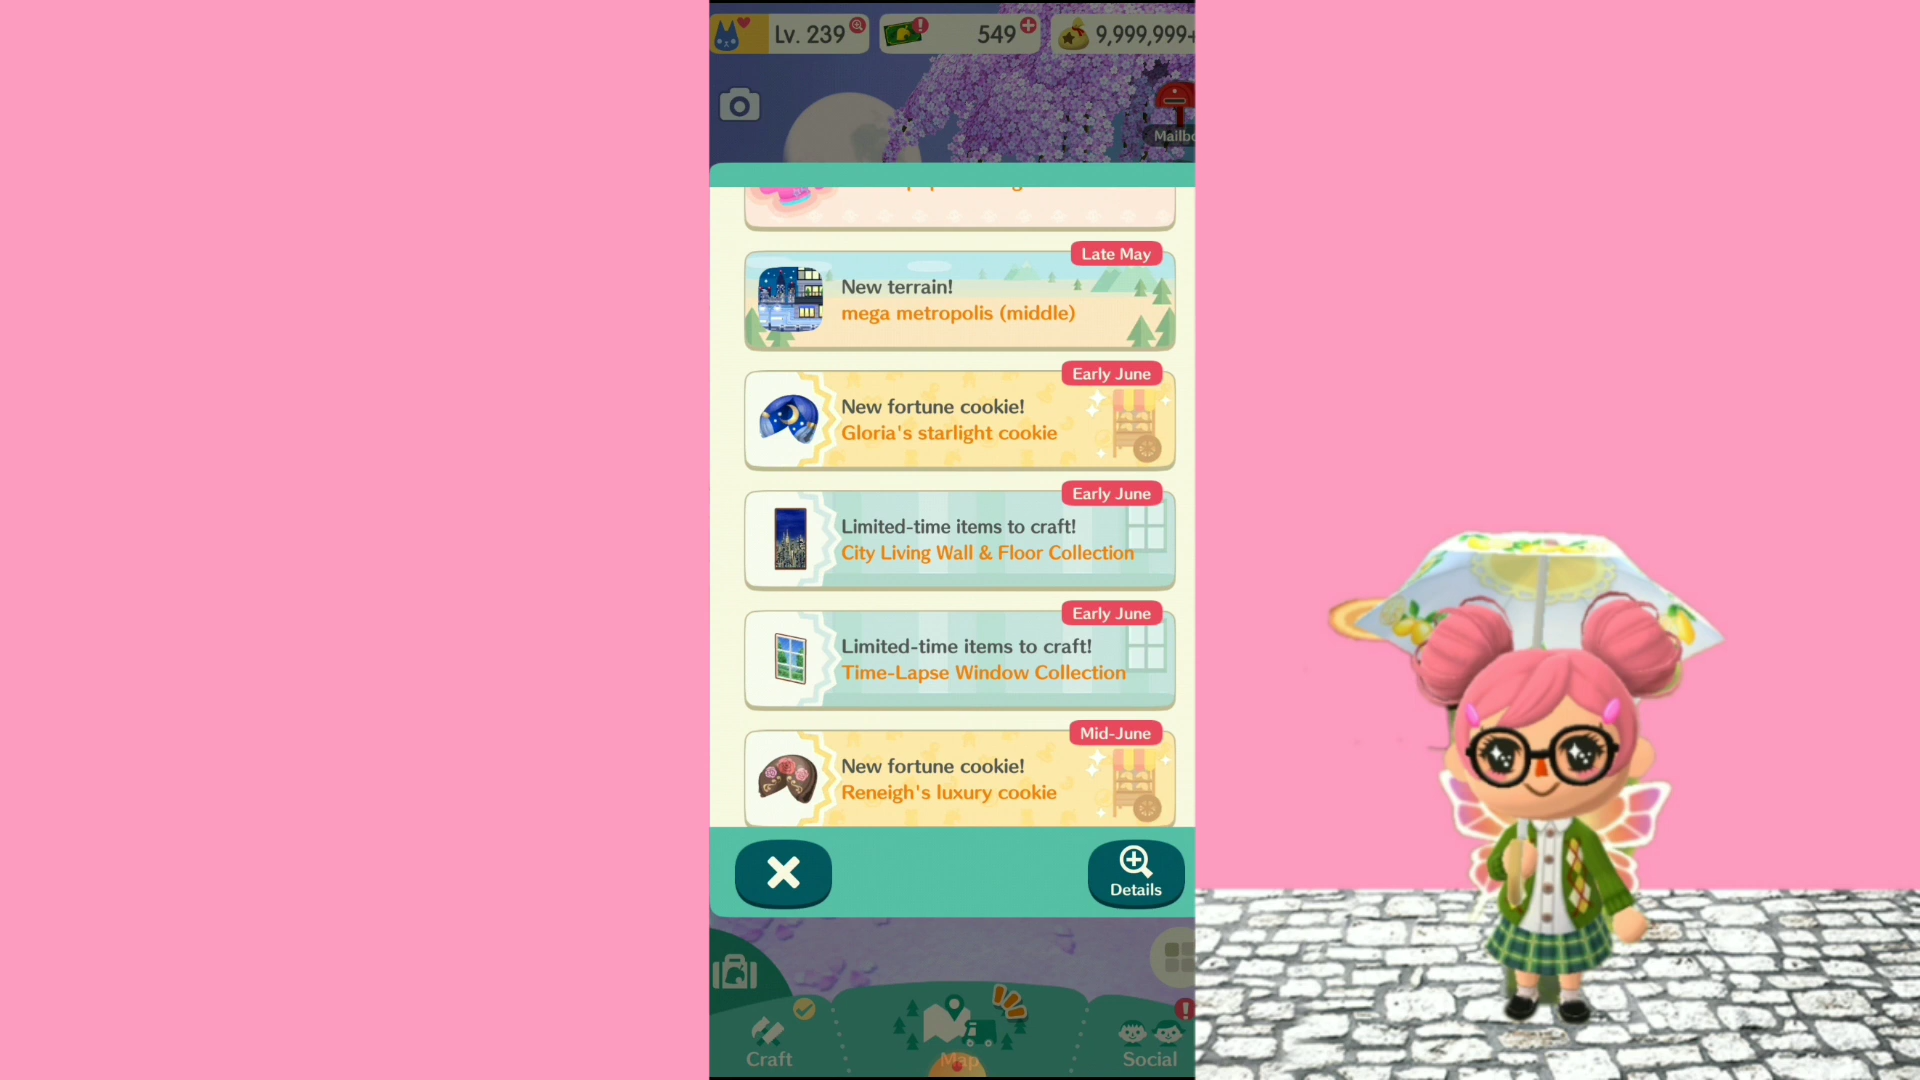 Lv. 239
549
9,999,999+
Late May
New terrain!
mega metropolis (middle)
Early June
New fortune cookie!
Gloria's starlight cookie
Early June
Limited-time items to craft!
City Living Wall & Floor Collection
Early June
Limited-time items to craft!
Time-Lapse Window Collection
Mid-June
New fortune cookie!
Reneigh's luxury cookie
Details
Craft
Map
Social